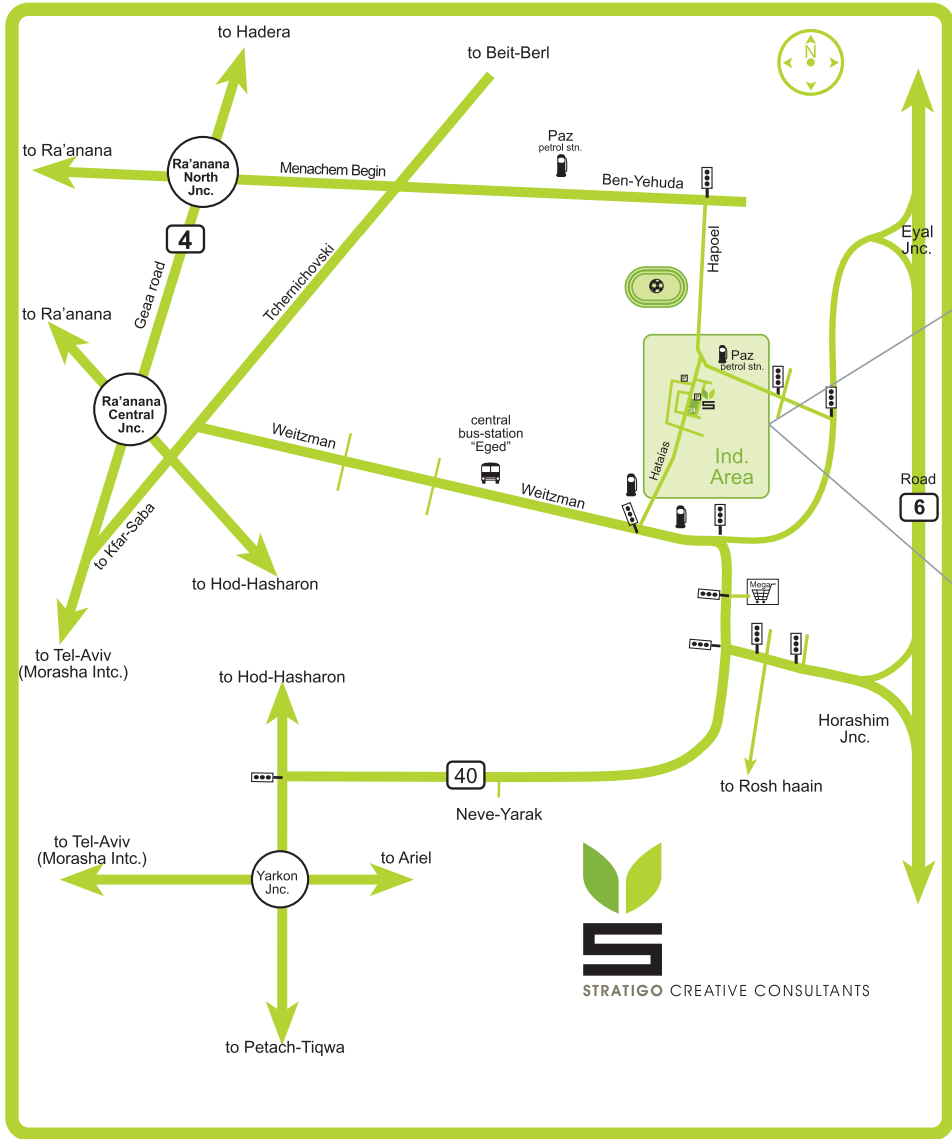 to Hadera
to Beit-Berl
N
to Ra'anana
Ra'anana
North
Jnc.
Menachem Begin
Paz
petrol stn.
Ben-Yehuda
4
Hapoel
Eyal
Jnc.
Geaa road
Tchernichovski
to Ra'anana
Paz
petrol stn.
P
P
24
Ra'anana
Central
Jnc.
Weitzman
central
bus-station
“Eged”
Hataias
Ind.
Area
Weitzman
Road
6
to Kfar-Saba
to Hod-Hasharon
Mega
to Tel-Aviv
(Morasha Intc.)
to Hod-Hasharon
Horashim
Jnc.
40
to Rosh haain
Neve-Yarak
to Tel-Aviv
(Morasha Intc.)
to Ariel
Yarkon
Jnc.
STRATIGO CREATIVE CONSULTANTS
to Petach-Tiqwa